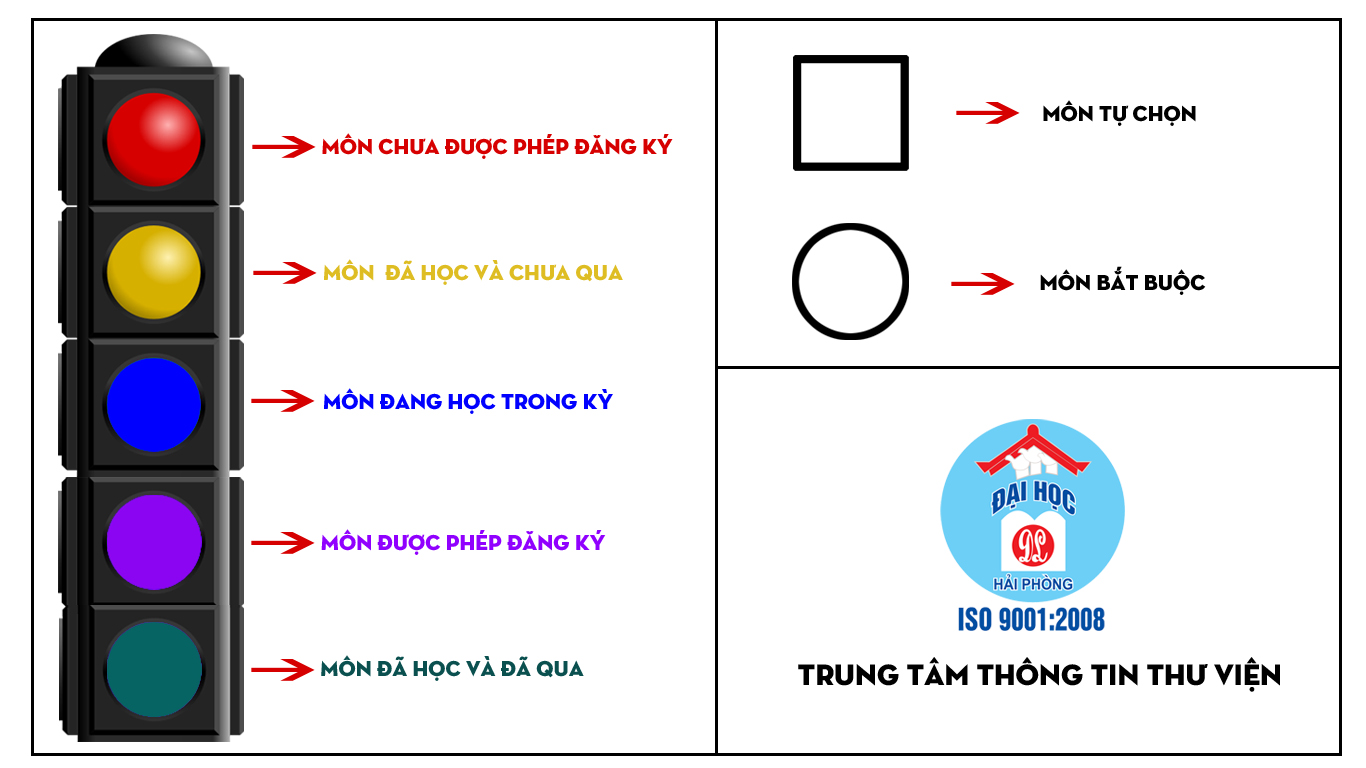 MÔN CHƯA ĐƯỢC PHÉP ĐĂNG KÝ
MÔN ĐÃ HỌC VÀ CHƯA QUA
MÔN ĐANG HỌC TRONG KỲ
MÔN ĐƯỢC PHÉP ĐĂNG KÝ
MÔN ĐÃ HỌC VÀ ĐÃ QUA
MÔN TỰ CHỌN
MÔN BẮT BUỘC
ĐẠI HỌC
DL
HẢI PHÒNG
ISO 9001:2008
TRUNG TÂM THÔNG TIN THƯ VIỆN